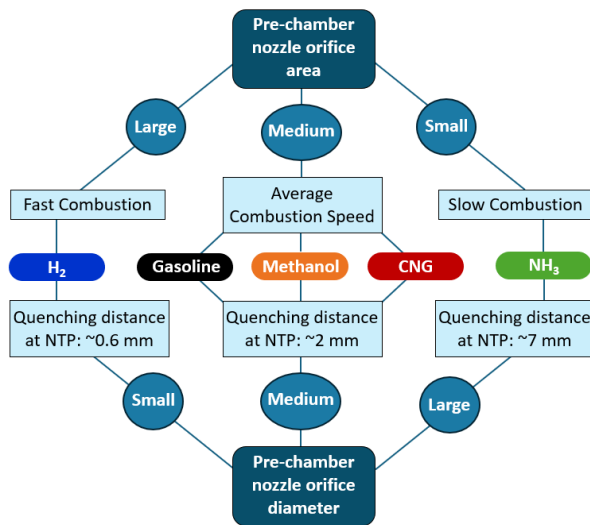 Pre-chamber
nozzle orifice
area
Large
Medium
Small
Fast Combustion
Average
Combustion Speed
Slow Combustion
H₂
Gasoline
Methanol
CNG
NH₃
Quenching distance
at NTP: ~0.6 mm
Quenching distance
at NTP: ~2 mm
Quenching distance
at NTP: ~7 mm
Small
Medium
Large
Pre-chamber
nozzle orifice
diameter